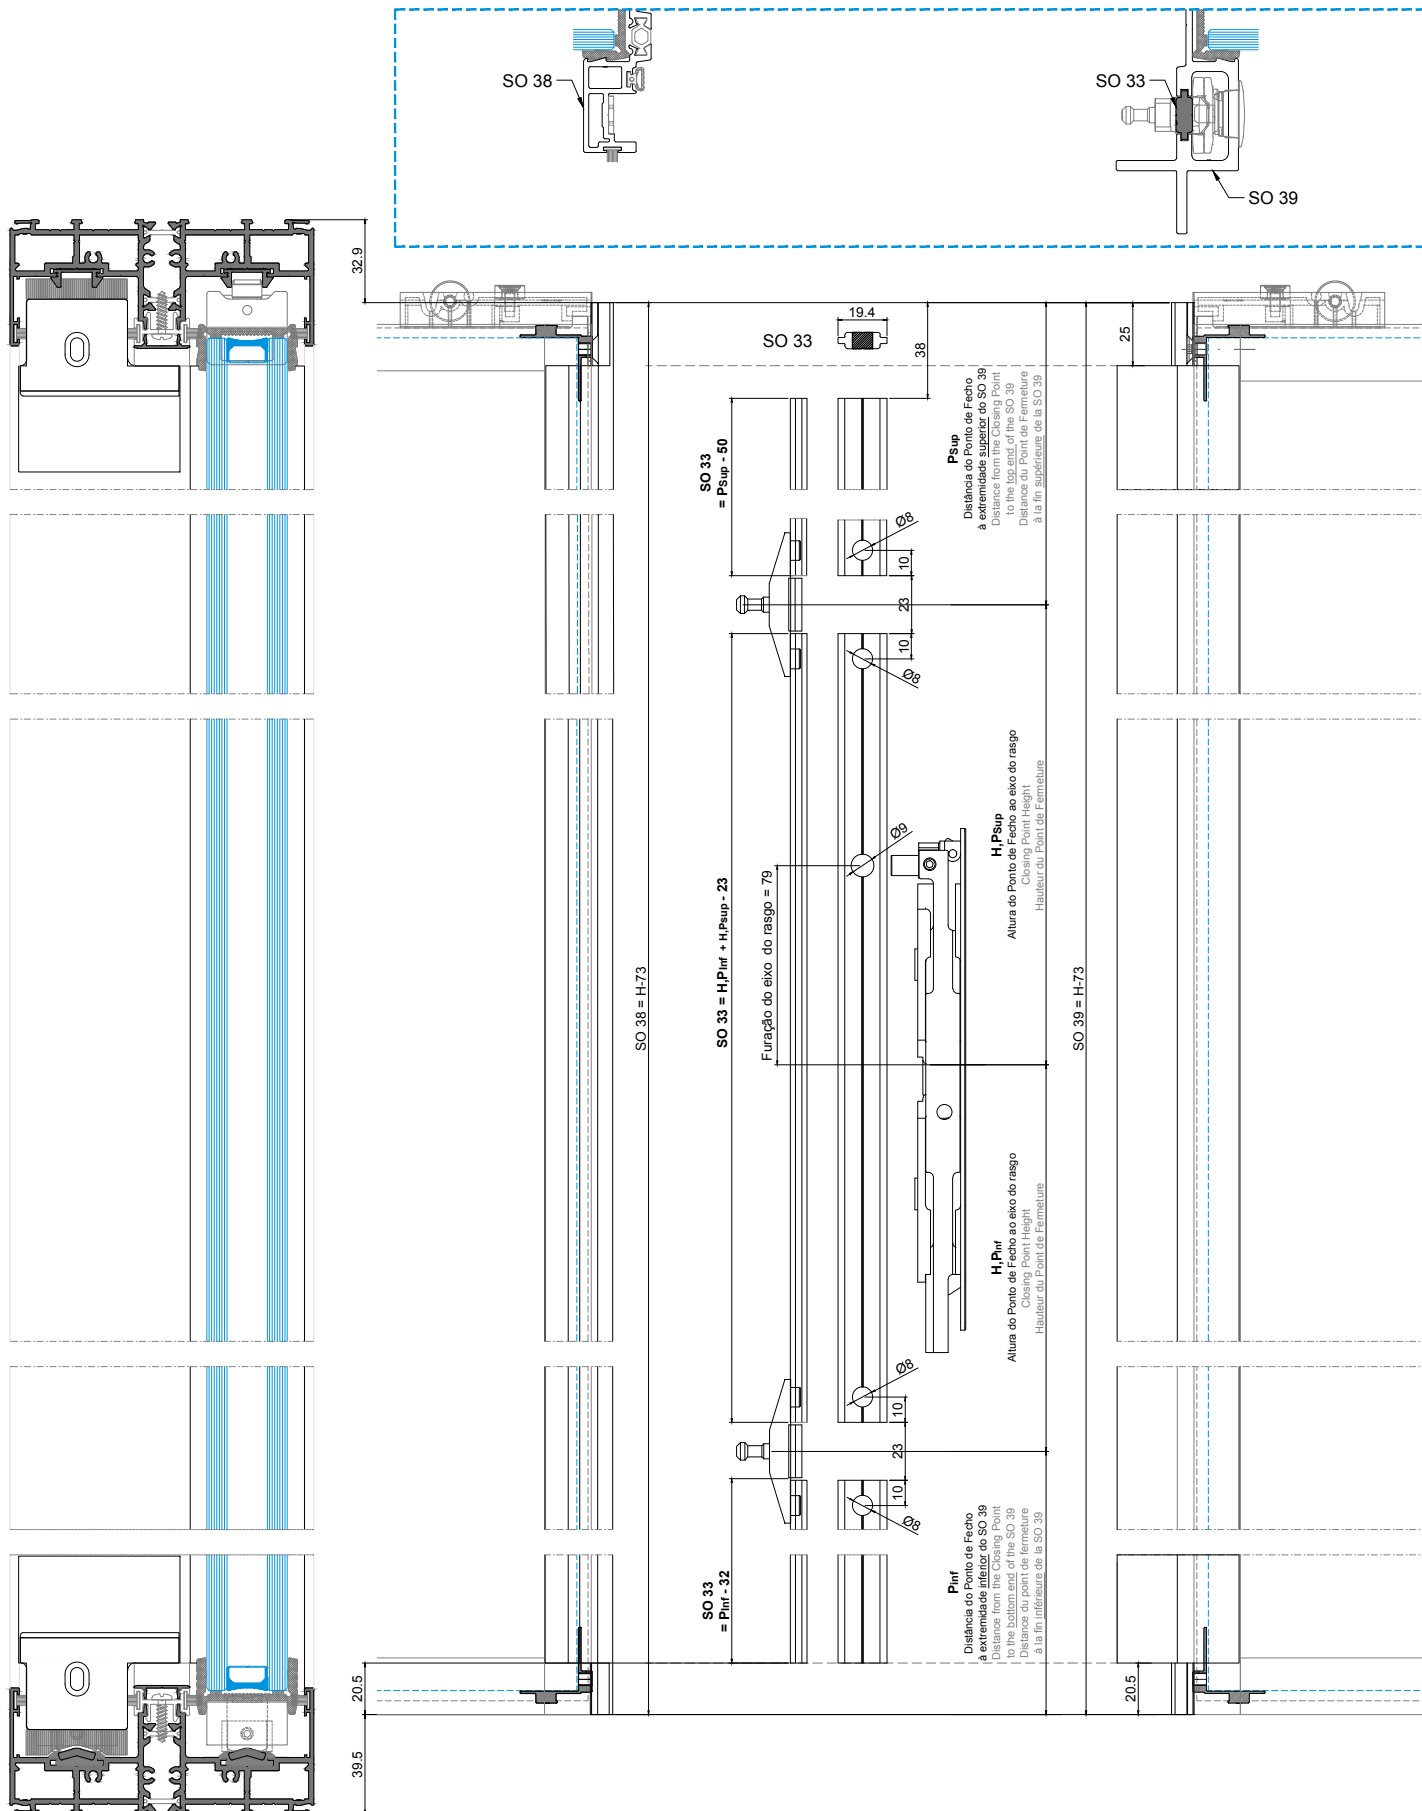 SO 38
SO 33
SO 39
32.9
19.4
SO 33
38
25
SO 33
= PSup - 50
PSup
Distância do Ponto de Fecho
à extremidade superior do SO 39
Distance from the Closing Point
to the top end of the SO 39
Distance du Point de Fermeture
à la fin supérieure de la SO 39
Ø8
10
23
10
Ø8
Ø9
Furação do eixo do rasgo = 79
SO 33 = H,PInf + H,PSup - 23
SO 38 = H-73
H,PSup
Altura do Ponto de Fecho ao eixo do rasgo
Closing Point Height
Hauteur du Point de Fermeture
SO 39 = H-73
H,PInf
Altura do Ponto de Fecho ao eixo do rasgo
Closing Point Height
Hauteur du Point de Fermeture
Ø8
10
23
10
Ø8
SO 33
= PInf - 32
PInf
Distância do Ponto de Fecho
à extremidade inferior do SO 39
Distance from the Closing Point
to the bottom end of the SO 39
Distance du point de fermeture
à la fin inférieure de la SO 39
20.5
20.5
39.5